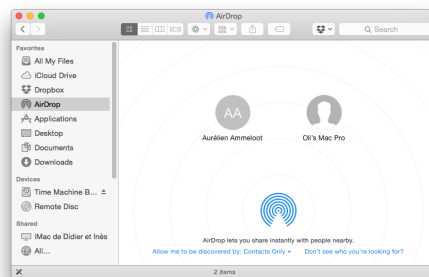 AirDrop
Search
Favorites
All My Files
iCloud Drive
Dropbox
AirDrop
Applications
Desktop
Documents
Downloads
Devices
Time Machine B...
Remote Disc
Shared
iMac de Didier et Inès
All...
AA
Aurélien Ammeloot
Oli's Mac Pro
AirDrop lets you share instantly with people nearby.
Allow me to be discovered by: Contacts Only
Don't see who you're looking for?
2 items